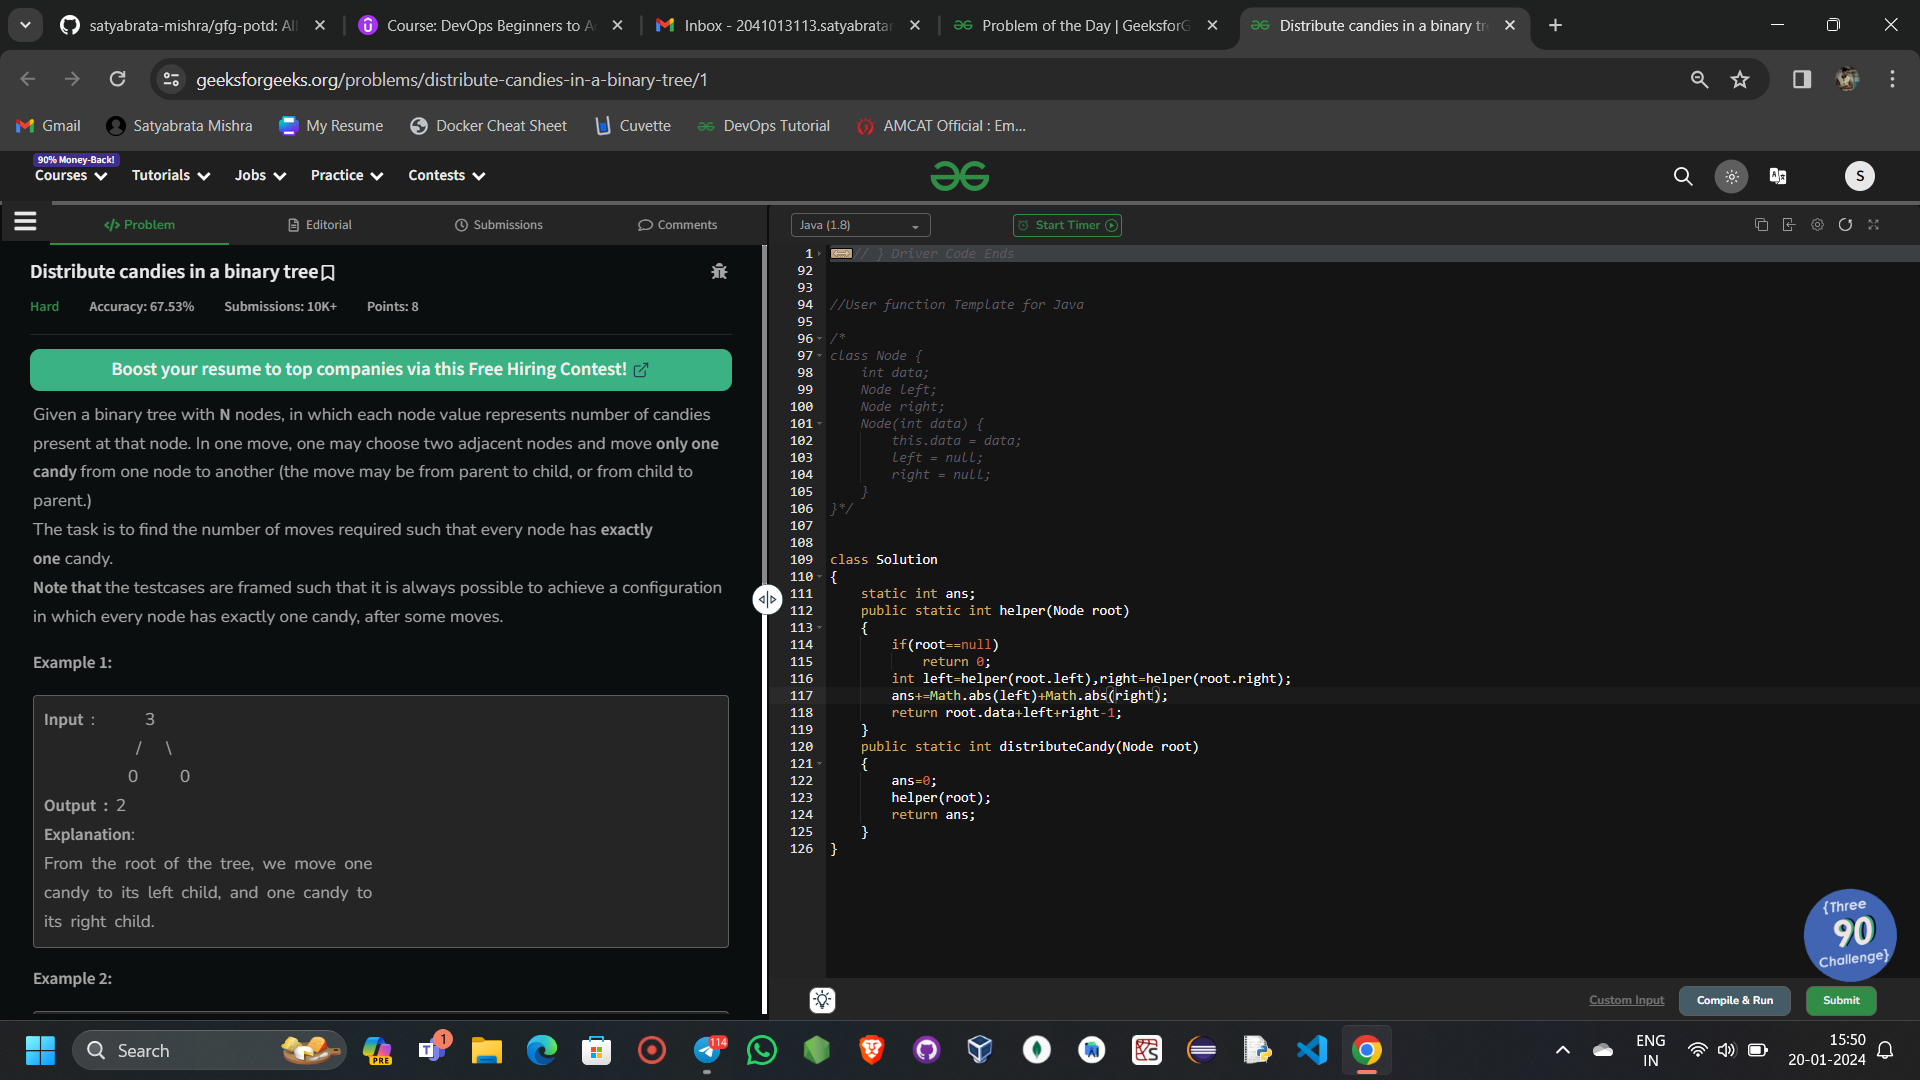 satyabrata-mishra/gfg-potd: All
Course: DevOps Beginners to A
Inbox - 2041013113.satyabratar
Problem of the Day | GeeksforG
Distribute candies in a binary tr
geeksforgeeks.org/problems/distribute-candies-in-a-binary-tree/1
Gmail
Satyabrata Mishra
My Resume
Docker Cheat Sheet
Cuvette
DevOps Tutorial
AMCAT Official : Em...
90% Money-Back!
Courses
Tutorials
Jobs
Practice
Contests
S
</> Problem
Editorial
Submissions
Comments
Java (1.8)
Start Timer
Distribute candies in a binary tree
Hard Accuracy: 67.53% Submissions: 10K+ Points: 8
Boost your resume to top companies via this Free Hiring Contest!
Given a binary tree with N nodes, in which each node value represents number of candies
present at that node. In one move, one may choose two adjacent nodes and move only one
candy from one node to another (the move may be from parent to child, or from child to
parent.)
The task is to find the number of moves required such that every node has exactly
one candy.
Note that the testcases are framed such that it is always possible to achieve a configuration
in which every node has exactly one candy, after some moves.
Example 1:
Input : 3
/ \
0 0
Output : 2
Explanation:
From the root of the tree, we move one
candy to its left child, and one candy to
its right child.
Example 2:
1 // } Driver Code Ends
92
93
94 //User function Template for Java
95
96 /*
97 class Node {
98 int data;
99 Node left;
100 Node right;
101 Node(int data) {
102 this.data = data;
103 left = null;
104 right = null;
105 }
106 }*/
107
108
109 class Solution
110 {
111 static int ans;
112 public static int helper(Node root)
113 {
114 if(root==null)
115 return 0;
116 int left=helper(root.left),right=helper(root.right);
117 ans+=Math.abs(left)+Math.abs(right);
118 return root.data+left+right-1;
119 }
120 public static int distributeCandy(Node root)
121 {
122 ans=0;
123 helper(root);
124 return ans;
125 }
126 }
{Three
90
Challenge}
Custom Input
Compile & Run
Submit
Search
PRE
1
114
ENG
IN
15:50
20-01-2024